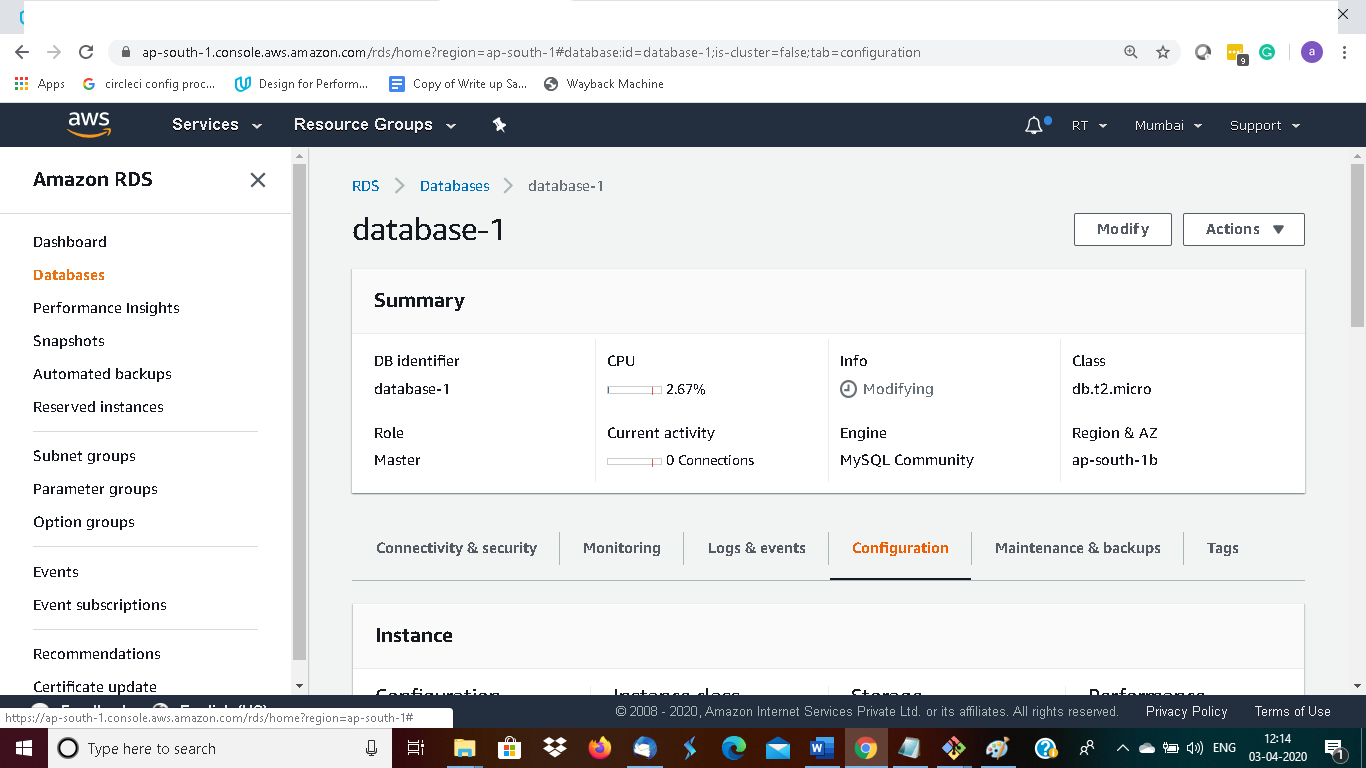 ap-south-1.console.aws.amazon.com/rds/home?region=ap-south-1#database:id=database-1;is-cluster=false;tab=configuration
9
a
Apps
circleci config proc...
Design for Perform...
Copy of Write up Sa...
Wayback Machine
aws
Services
Resource Groups
RT
Mumbai
Support
Amazon RDS
Dashboard
Databases
Performance Insights
Snapshots
Automated backups
Reserved instances
Subnet groups
Parameter groups
Option groups
Events
Event subscriptions
Recommendations
Certificate update
RDS
Databases
database-1
database-1
Modify
Actions
Summary
DB identifier
database-1
CPU
2.67%
Info
Modifying
Class
db.t2.micro
Role
Master
Current activity
0 Connections
Engine
MySQL Community
Region & AZ
ap-south-1b
Connectivity & security
Monitoring
Logs & events
Configuration
Maintenance & backups
Tags
Instance
Configuration
Instance class
Storage
Performance
https://ap-south-1.console.aws.amazon.com/rds/home?region=ap-south-1#
© 2008 - 2020, Amazon Internet Services Private Ltd. or its affiliates. All rights reserved.
Privacy Policy
Terms of Use
Type here to search
ENG
12:14
03-04-2020
1